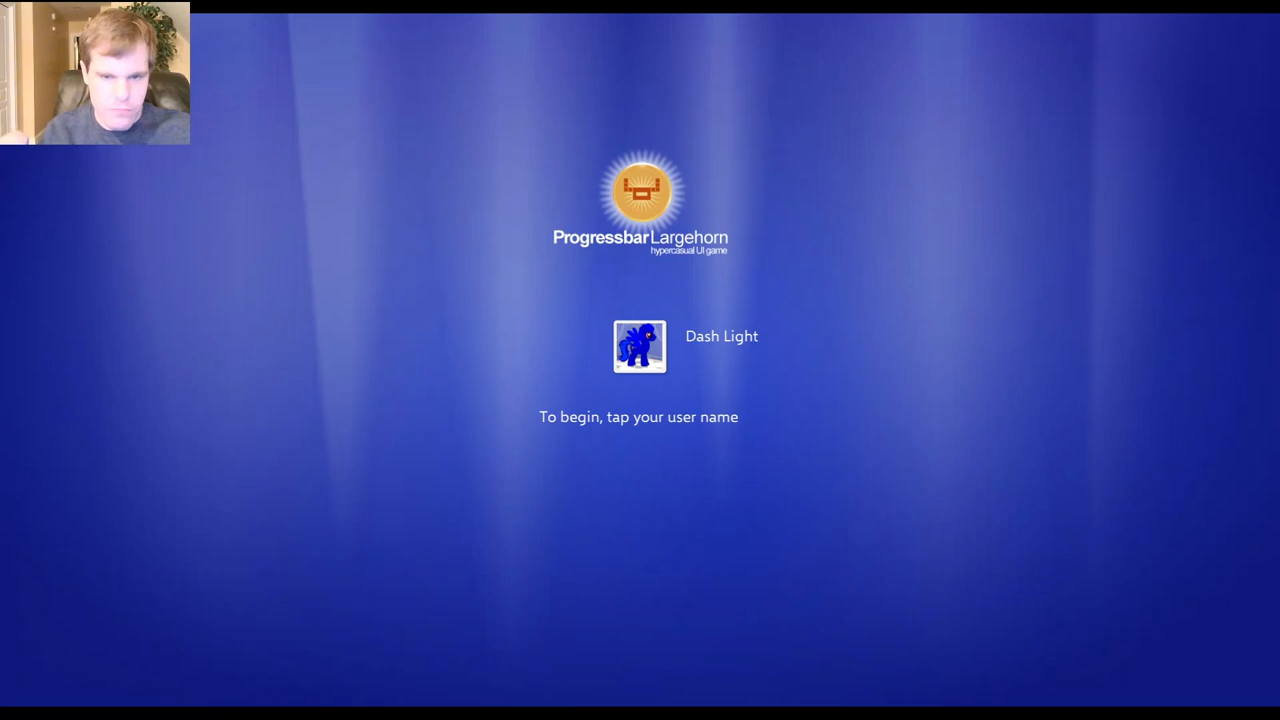 Progressbar Largehorn
hypercasual UI game
Dash Light
To begin, tap your user name